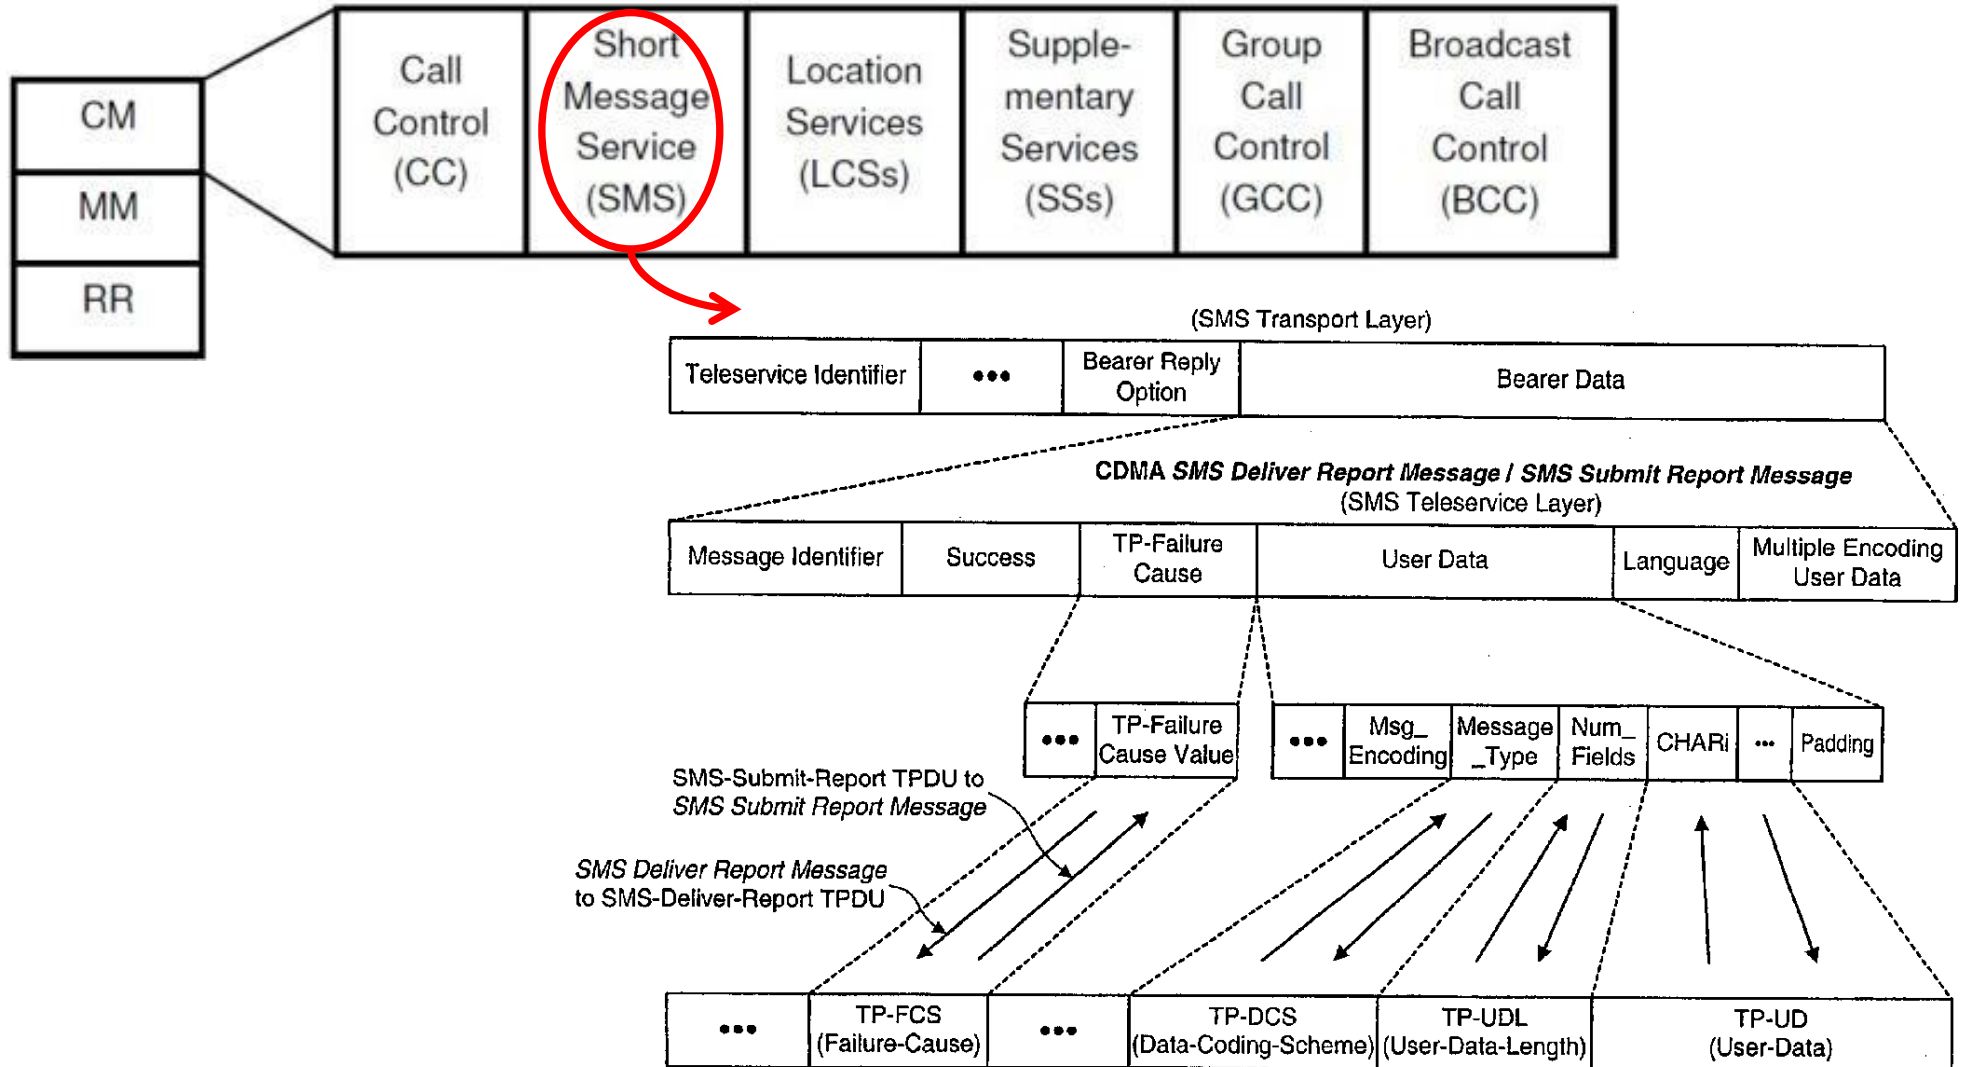 CM
MM
RR
Call
Control
(CC)
Short
Message
Service
(SMS)
Location
Services
(LCSs)
Supple-
mentary
Services
(SSs)
Group
Call
Control
(GCC)
Broadcast
Call
Control
(BCC)
(SMS Transport Layer)
Teleservice Identifier
•••
Bearer Reply
Option
Bearer Data
CDMA SMS Deliver Report Message / SMS Submit Report Message
(SMS Teleservice Layer)
Message Identifier
Success
TP-Failure
Cause
User Data
Language
Multiple Encoding
User Data
•••
TP-Failure
Cause Value
•••
Msg_
Encoding
Message
_Type
Num_
Fields
CHARi
•••
Padding
SMS-Submit-Report TPDU to
SMS Submit Report Message
SMS Deliver Report Message
to SMS-Deliver-Report TPDU
•••
TP-FCS
(Failure-Cause)
•••
TP-DCS
(Data-Coding-Scheme)
TP-UDL
(User-Data-Length)
TP-UD
(User-Data)